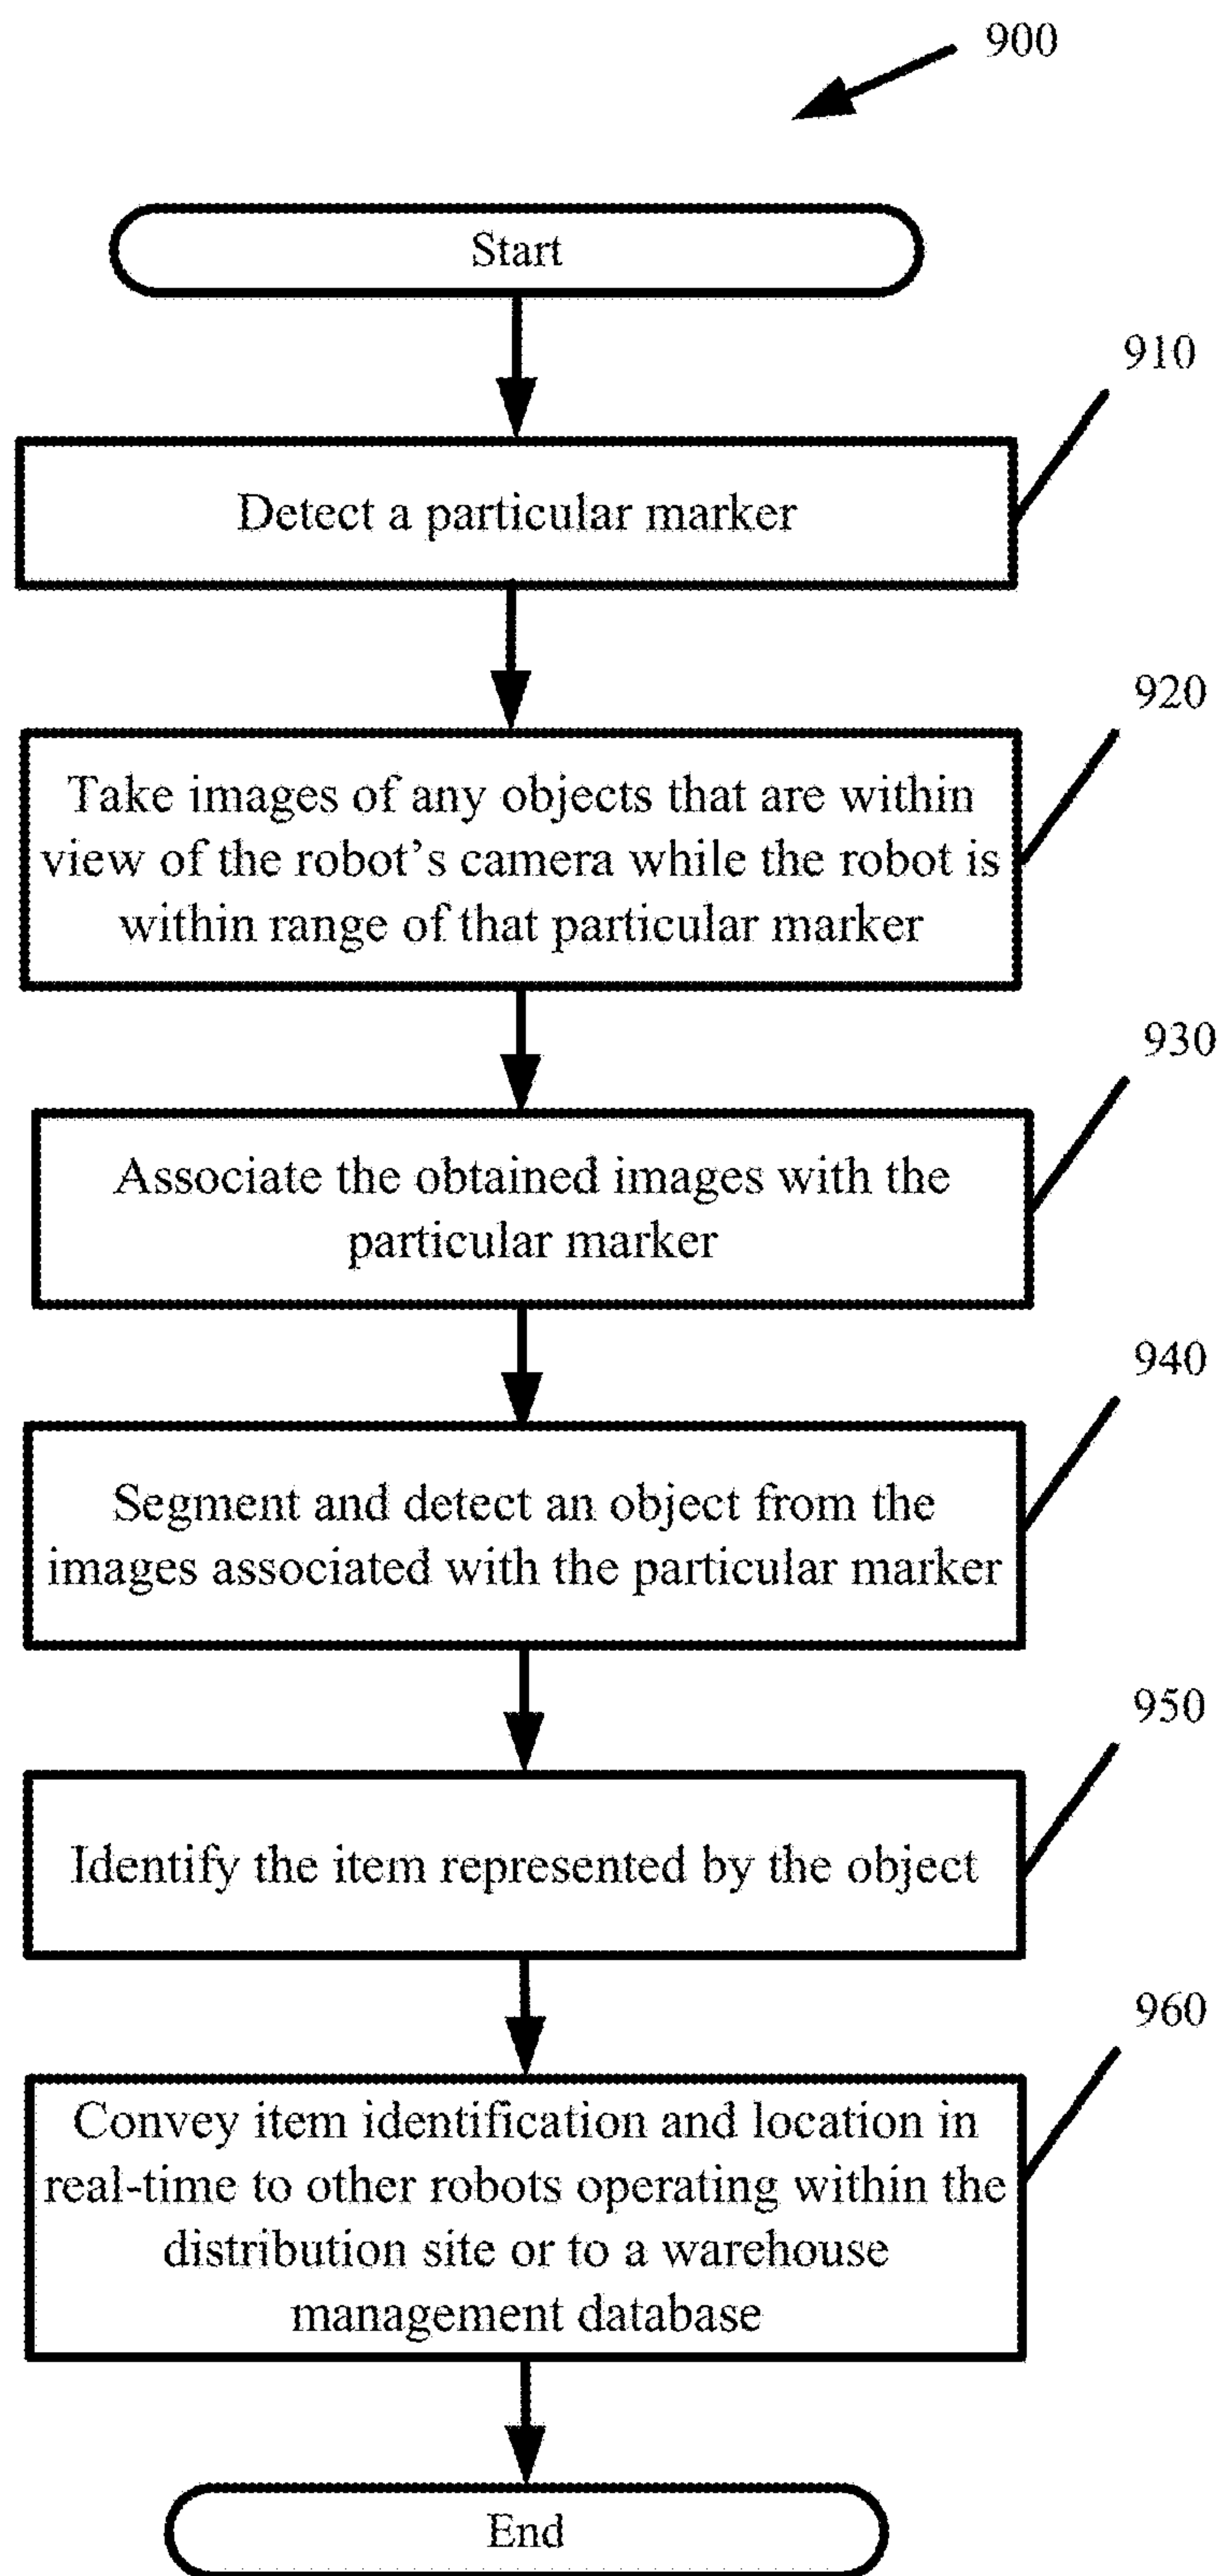 900
Start
910
Detect a particular marker
920
Take images of any objects that are within
view of the robot's camera while the robot is
within range of that particular marker
930
Associate the obtained images with the
particular marker
940
Segment and detect an object from the
images associated with the particular marker
950
Identify the item represented by the object
960
Convey item identification and location in
real-time to other robots operating within the
distribution site or to a warehouse
management database
End